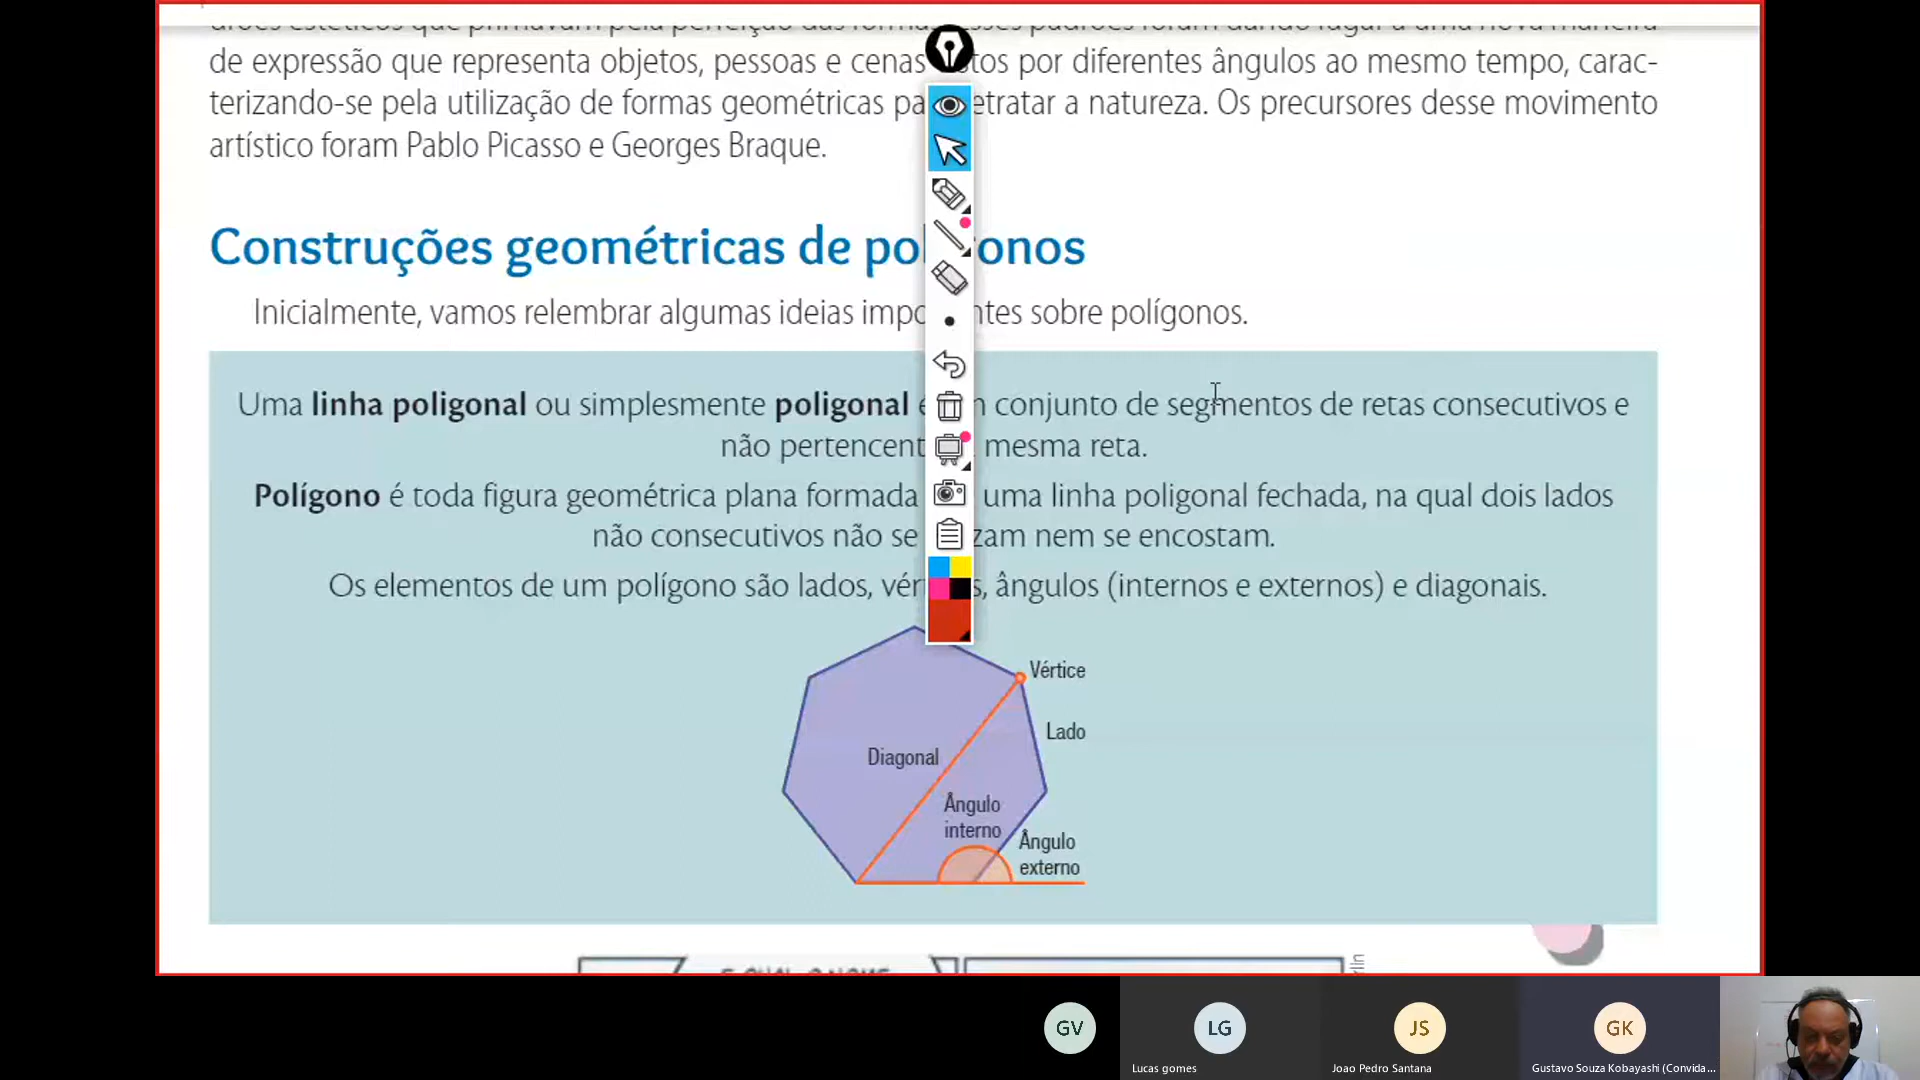 de expressão que representa objetos, pessoas e cenas tos por diferentes ângulos ao mesmo tempo, carac-
terizando-se pela utilização de formas geométricas pa etratar a natureza. Os precursores desse movimento
artístico foram Pablo Picasso e Georges Braque.
Construções geométricas de po onos
Inicialmente, vamos relembrar algumas ideias imp ntes sobre polígonos.
Uma linha poligonal ou simplesmente poligonal conjunto de segmentos de retas consecutivos e
não pertencent mesma reta.
Polígono é toda figura geométrica plana formada uma linha poligonal fechada, na qual dois lados
não consecutivos não se zam nem se encostam.
Os elementos de um polígono são lados, vér s, ângulos (internos e externos) e diagonais.
Vértice
Lado
Diagonal
Ângulo
interno
Ângulo
externo
GV
LG
JS
GK
Lucas gomes
Joao Pedro Santana
Gustavo Souza Kobayashi (Convida...